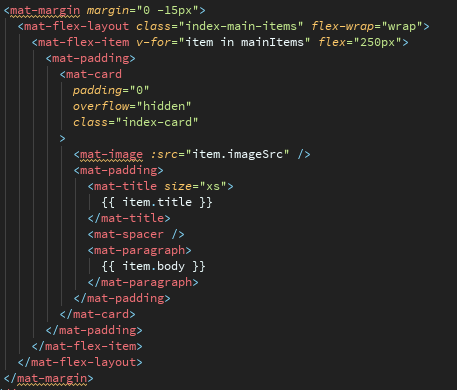 <mat-margin margin="0 -15px">
<mat-flex-layout class="index-main-items" flex-wrap="wrap">
<mat-flex-item v-for="item in mainItems" flex="250px">
<mat-padding>
<mat-card
padding="0"
overflow="hidden"
class="index-card"
>
<mat-image :src="item.imageSrc" />
<mat-padding>
<mat-title size="xs">
{{ item.title }}
</mat-title>
<mat-spacer />
<mat-paragraph>
{{ item.body }}
</mat-paragraph>
</mat-padding>
</mat-card>
</mat-padding>
</mat-flex-item>
</mat-flex-layout>
</mat-margin>